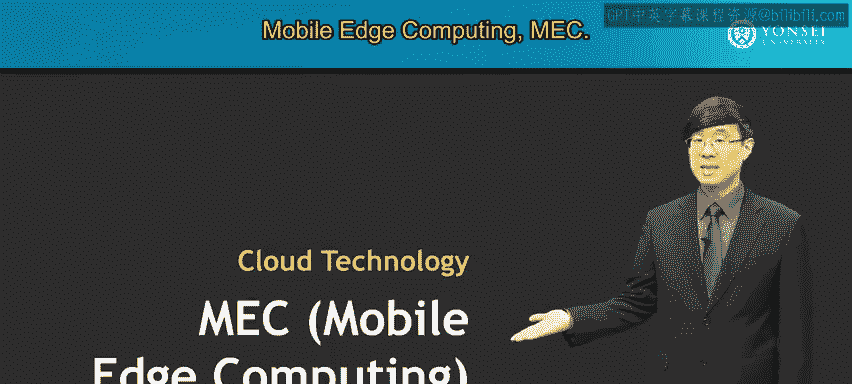 GPT中英字幕课程资源@bilibili.com
Mobile Edge Computing, MEC.
YONSEI
UNIVERSITY
Cloud Technology
MEC (Mobile
Edge Computing)